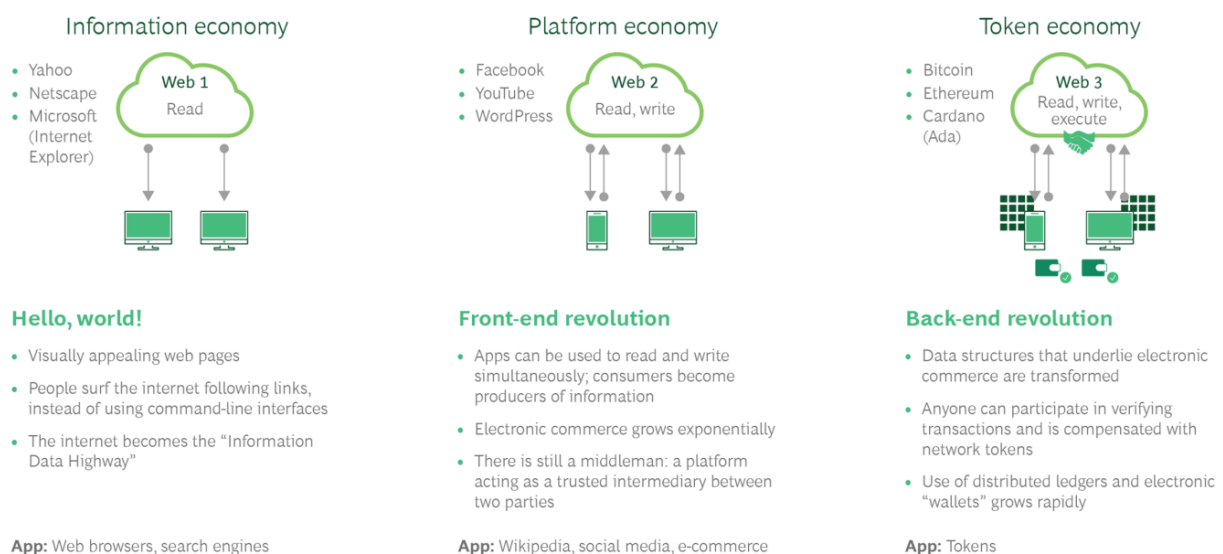 Information economy
• Yahoo
• Netscape
• Microsoft
(Internet
Explorer)
Web 1
Read
Hello, world!
• Visually appealing web pages
• People surf the internet following links,
instead of using command-line interfaces
• The internet becomes the “Information
Data Highway”
App: Web browsers, search engines
Platform economy
• Facebook
• YouTube
• WordPress
Web 2
Read, write
Front-end revolution
• Apps can be used to read and write
simultaneously; consumers become
producers of information
• Electronic commerce grows exponentially
• There is still a middleman: a platform
acting as a trusted intermediary between
two parties
App: Wikipedia, social media, e-commerce
Token economy
• Bitcoin
• Ethereum
• Cardano
(Ada)
Web 3
Read, write,
execute
Back-end revolution
• Data structures that underlie electronic
commerce are transformed
• Anyone can participate in verifying
transactions and is compensated with
network tokens
• Use of distributed ledgers and electronic
“wallets” grows rapidly
App: Tokens